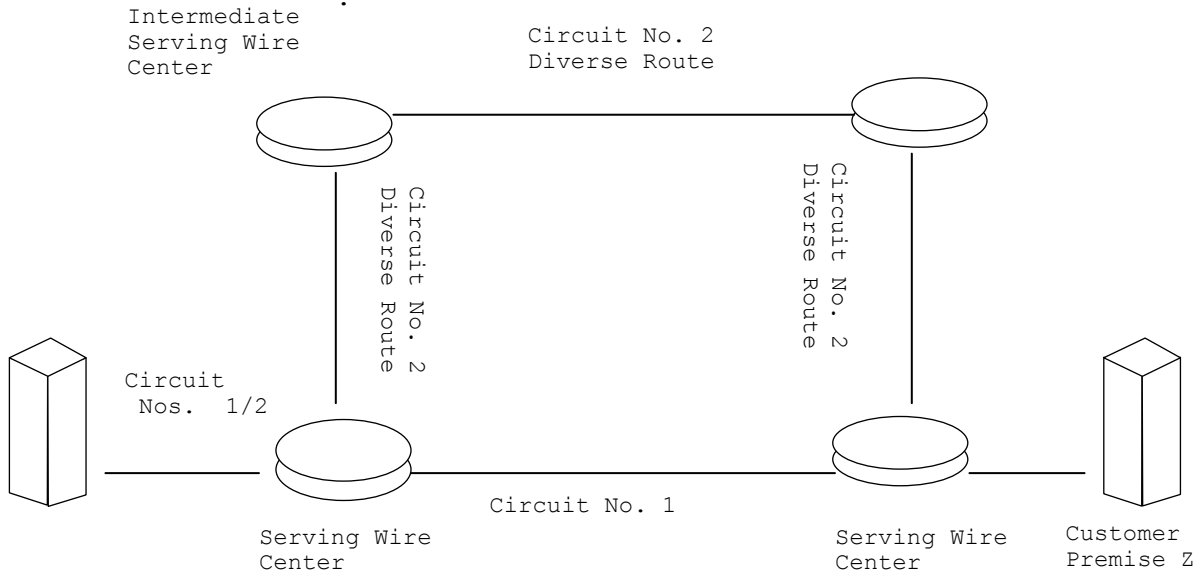 Intermediate
Serving Wire
Center
Circuit No. 2
Diverse Route
Circuit No. 2
Diverse Route
Circuit No. 2
Diverse Route
Circuit
Nos. 1/2
Circuit No. 1
Serving Wire
Center
Serving Wire
Center
Customer
Premise Z